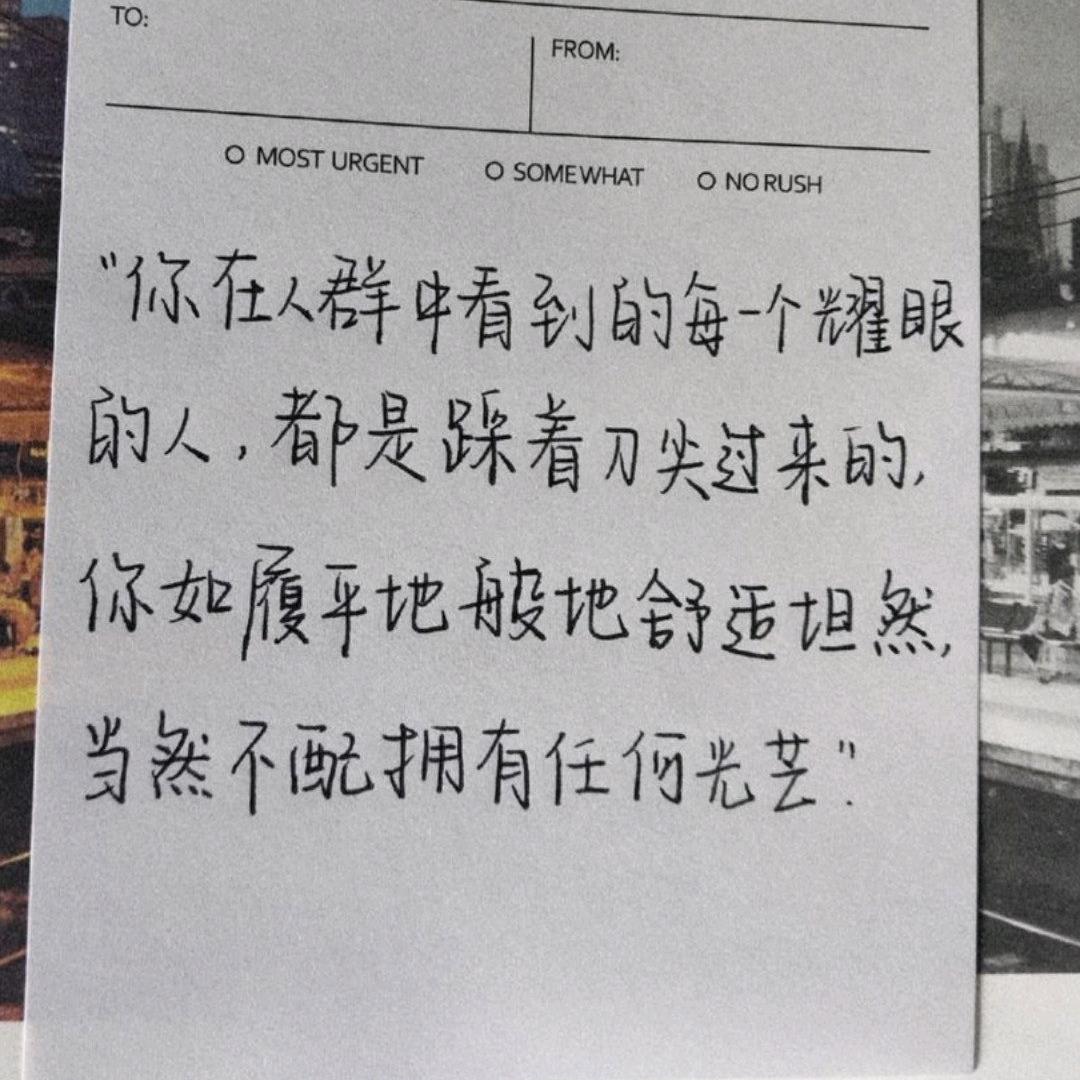 TO:
FROM:
○ MOST URGENT ○ SOMEWHAT ○ NO RUSH
“你在人群中看到的每一个耀眼
的人,都是踩着刀尖过来的,
你如履平地般地舒适坦然,
当然不配拥有任何光芒”.